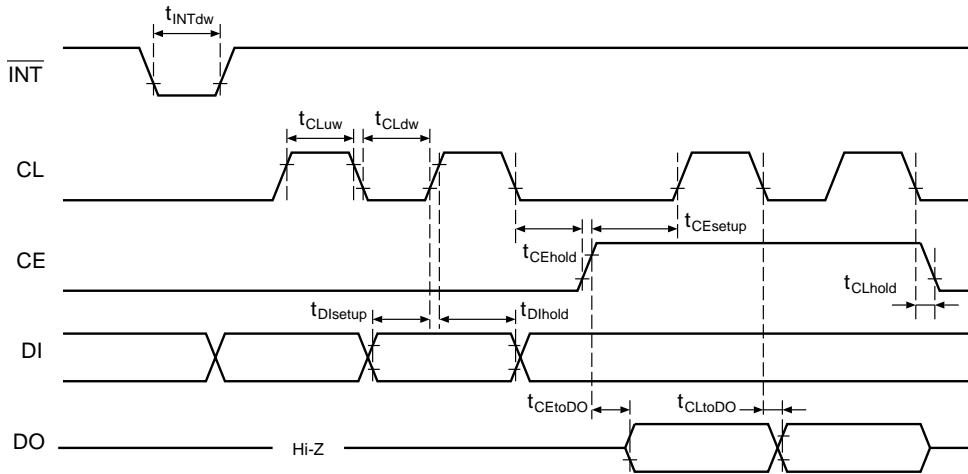 tINTdw
INT
tCLuw
tCLdw
CL
tCEsetup
tCEhold
CE
tCLhold
tDIsetup
tDIhold
DI
tCEtoDO
tCLtoDO
DO
Hi-Z